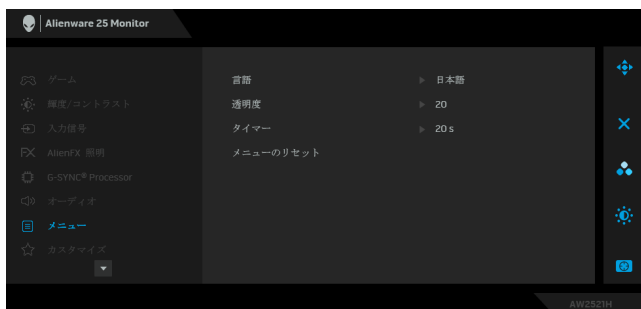 Alienware 25 Monitor
ゲーム
輝度/コントラスト
入力信号
AlienFX 照明
G-SYNC® Processor
オーディオ
メニュー
カスタマイズ
言語 日本語
透明度 20
タイマー 20 s
メニューのリセット
AW2521H